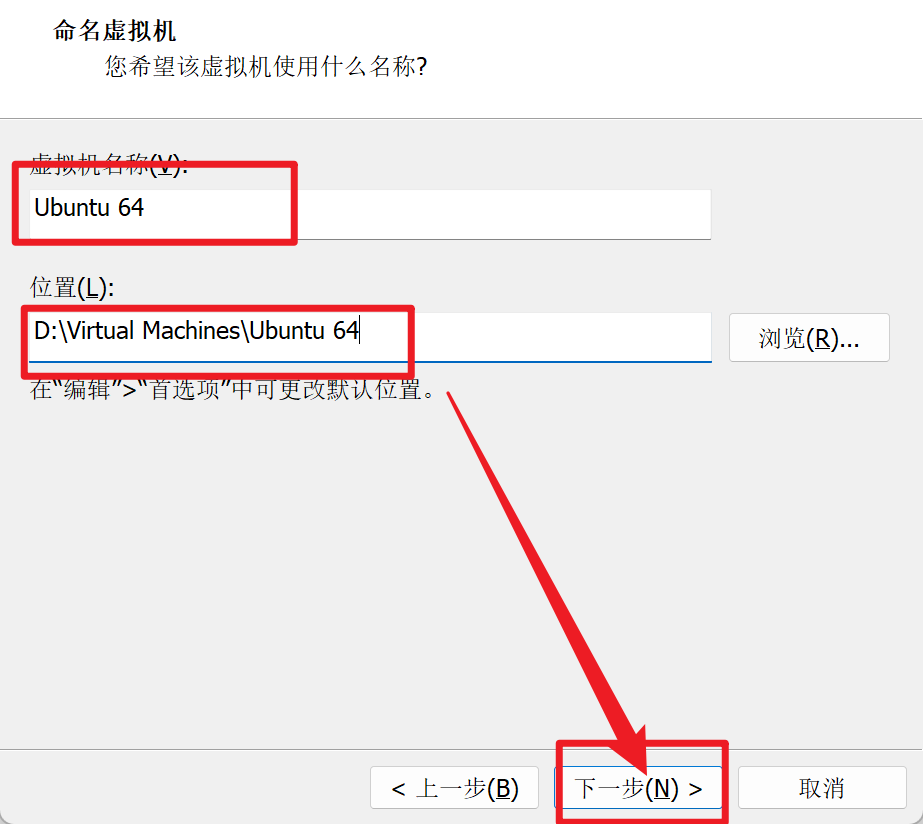 命名虚拟机
您希望该虚拟机使用什么名称?
虚拟机名称(V):
Ubuntu 64
位置(L):
D:\Virtual Machines\Ubuntu 64
浏览(R)...
在"编辑">"首选项"中可更改默认位置。
< 上一步(B)
下一步(N) >
取消